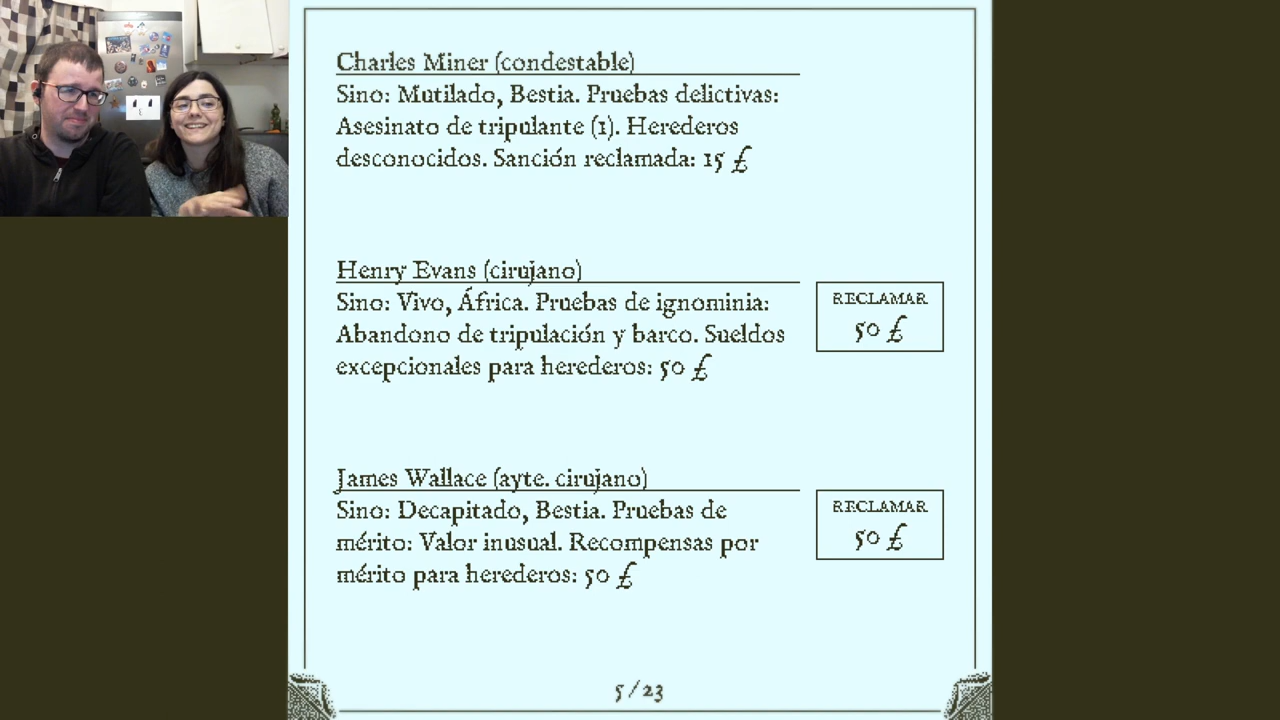 Charles Miner (condestable)
Sino: Mutilado, Bestia. Pruebas delictivas:
Asesinato de tripulante (1). Herederos
desconocidos. Sanción reclamada: 15 £
Henry Evans (cirujano)
Sino: Vivo, África. Pruebas de ignominia:
Abandono de tripulación y barco. Sueldos
excepcionales para herederos: 50 £
RECLAMAR
50 £
James Wallace (ayte. cirujano)
Sino: Decapitado, Bestia. Pruebas de
mérito: Valor inusual. Recompensas por
mérito para herederos: 50 £
RECLAMAR
50 £
5 / 23